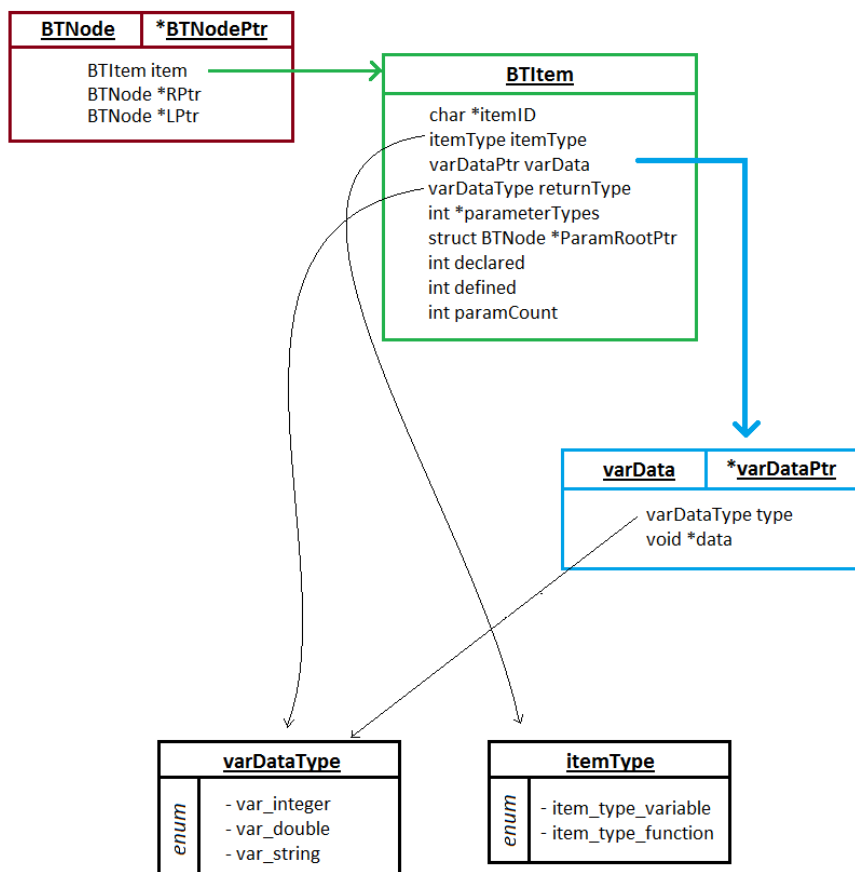 BTNode *BTNodePtr
BTItem item
BTNode *RPtr
BTNode *LPtr
BTItem
char *itemID
itemType itemType
varDataPtr varData
varDataType returnType
int *parameterTypes
struct BTNode *ParamRootPtr
int declared
int defined
int paramCount
varData *varDataPtr
varDataType type
void *data
varDataType
enum
- var_integer
- var_double
- var_string
itemType
enum
- item_type_variable
- item_type_function